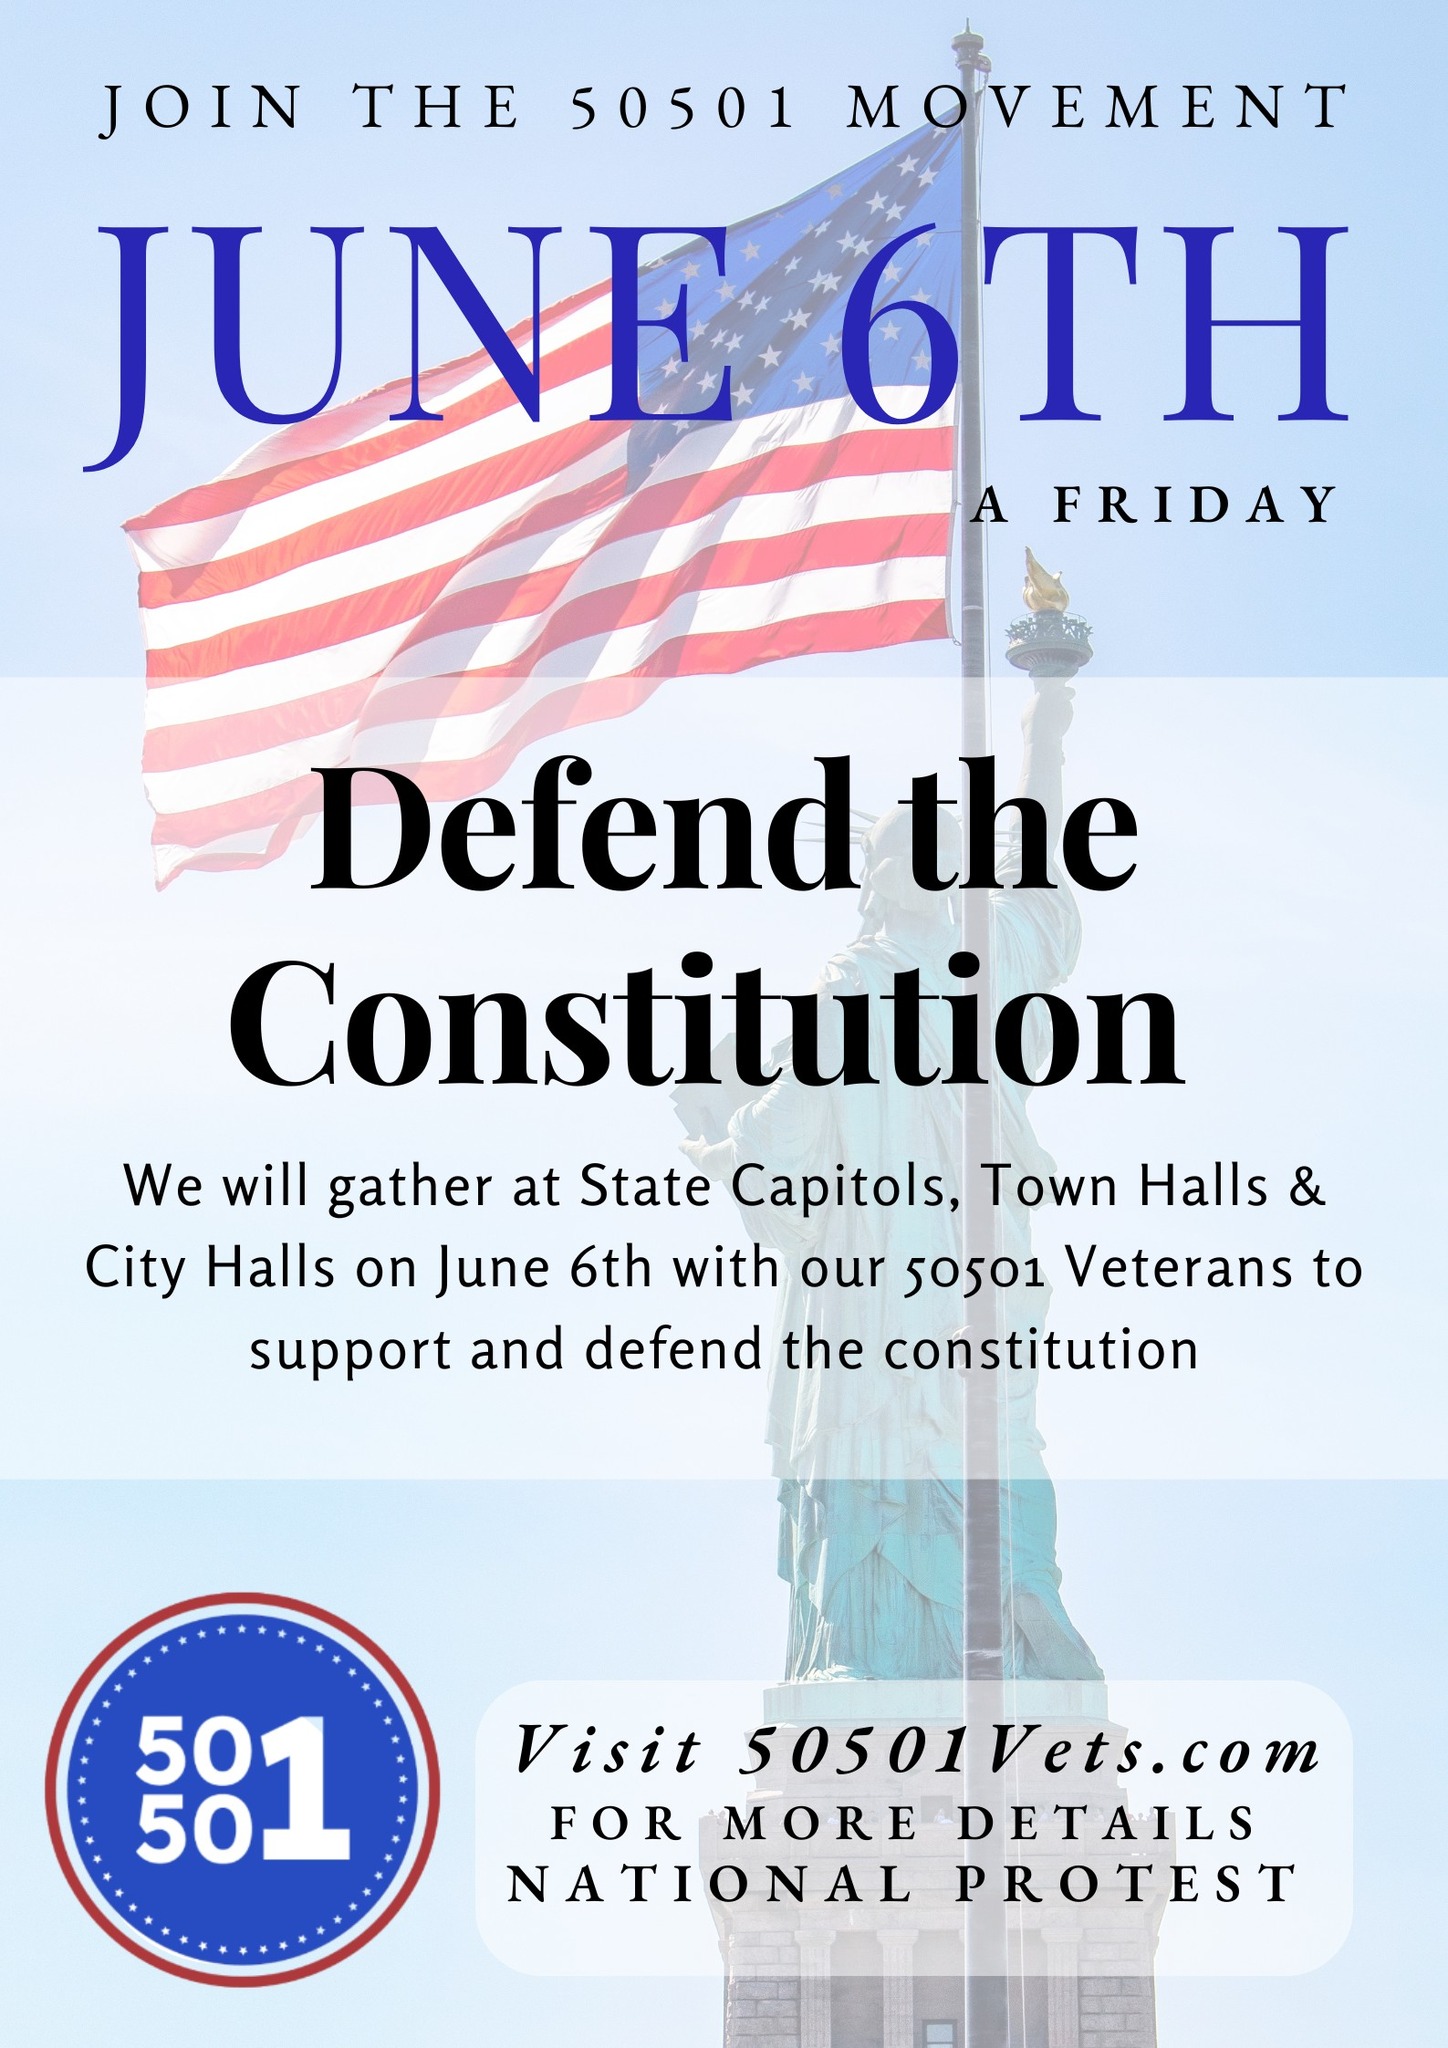 JOIN THE 50501 MOVEMENT
JUNE 6TH
A FRIDAY
Defend the
Constitution
We will gather at State Capitols, Town Halls &
City Halls on June 6th with our 50501 Veterans to
support and defend the constitution
50
50
1
Visit 50501Vets.com
FOR MORE DETAILS
NATIONAL PROTEST